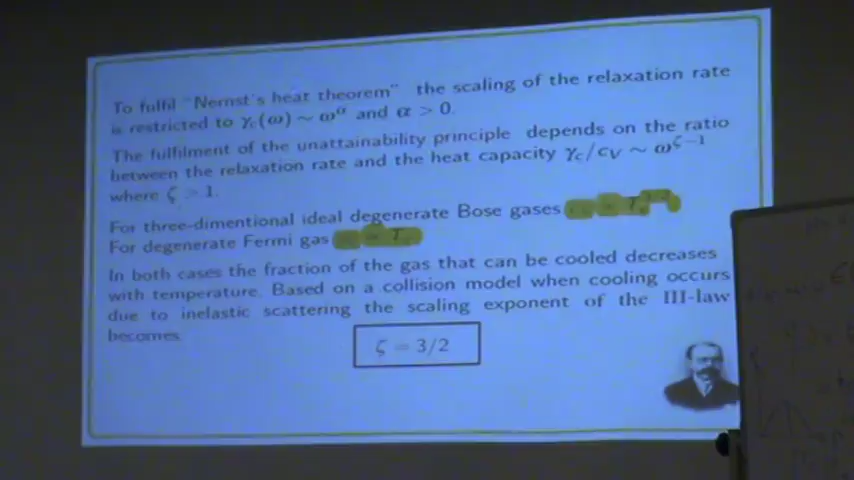 To fulfil "Nernst's heat theorem" the scaling of the relaxation rate
is restricted to γc(ω) ~ ω^α and α > 0.
The fulfilment of the unattainability principle depends on the ratio
between the relaxation rate and the heat capacity γc/cV ~ ω^ζ−1
where ζ > 1.
For three-dimentional ideal degenerate Bose gases
For degenerate Fermi gas
In both cases the fraction of the gas that can be cooled decreases
with temperature. Based on a collision model when cooling occurs
due to inelastic scattering the scaling exponent of the III-law
becomes
ζ = 3/2